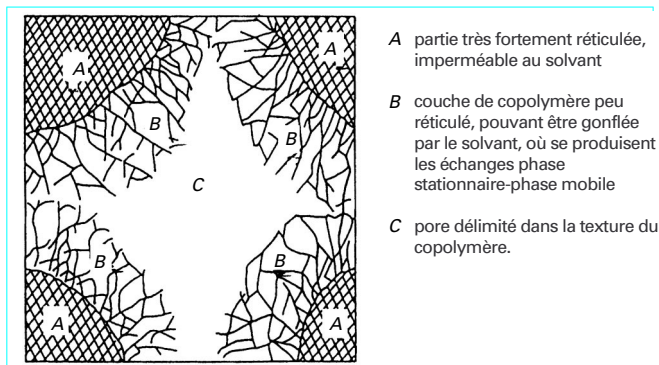 A
A
B
B
C
B
B
A
A
A partie très fortement réticulée,
imperméable au solvant
B couche de copolymère peu
réticulé, pouvant être gonflée
par le solvant, où se produisent
les échanges phase
stationnaire-phase mobile
C pore délimité dans la texture du
copolymère.